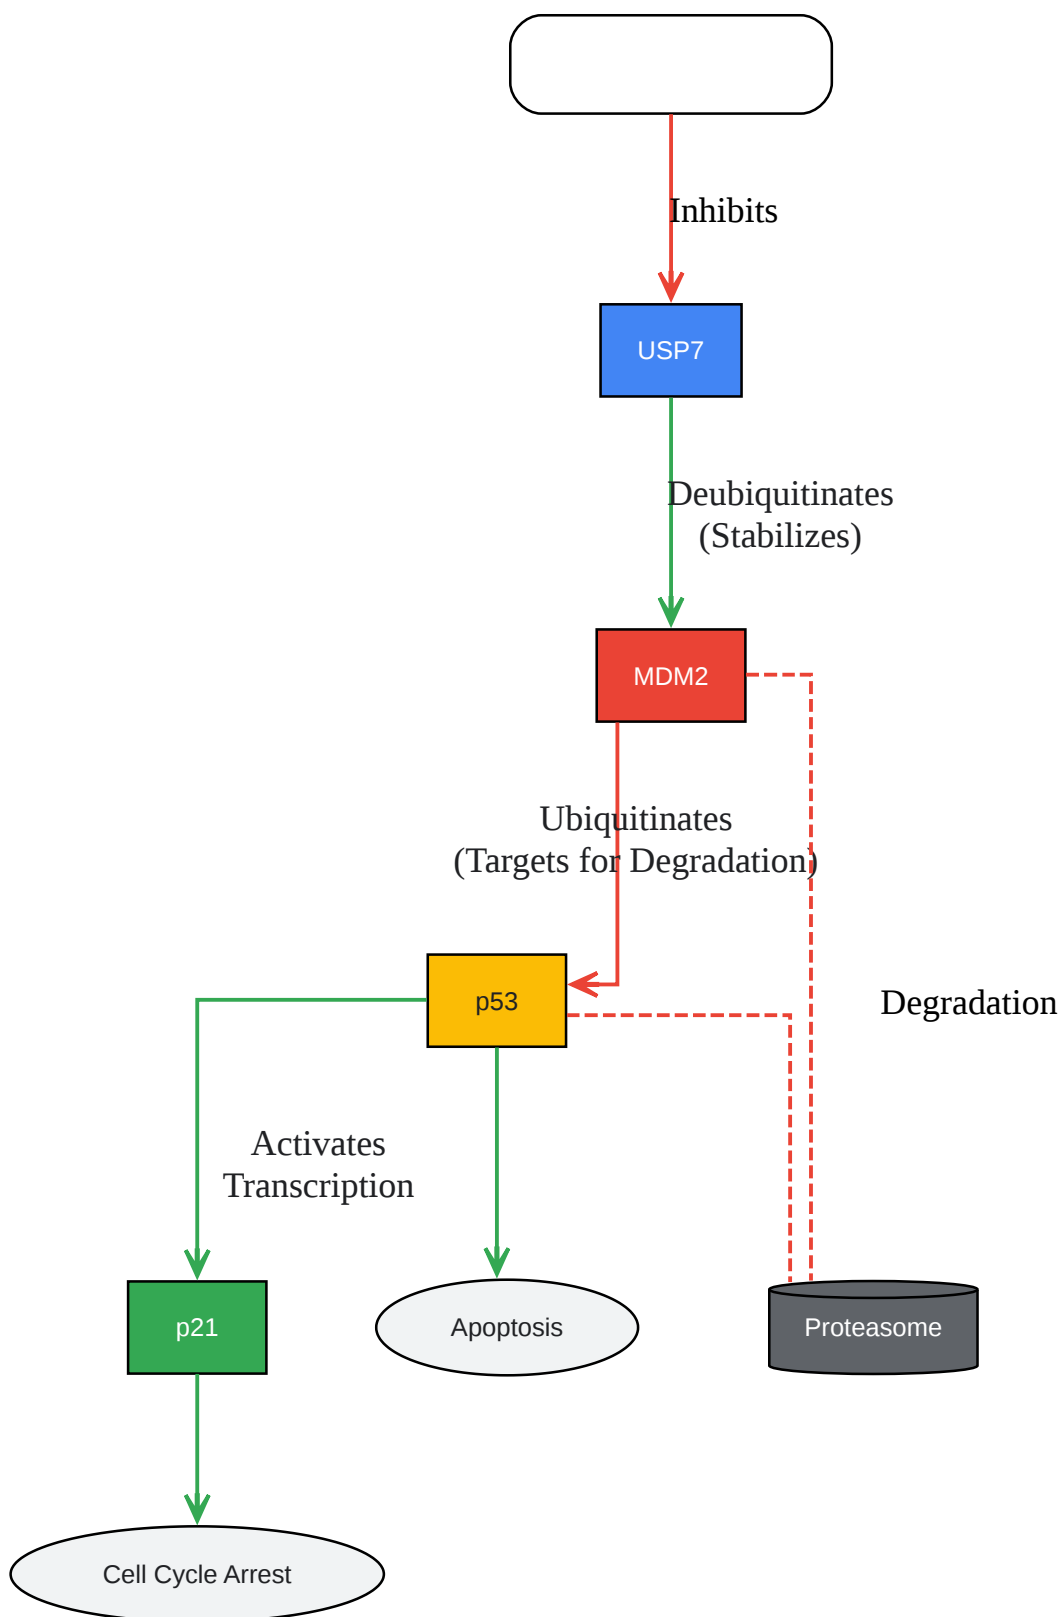 Inhibits
USP7
Deubiquitinates
(Stabilizes)
MDM2
Ubiquitinates
(Targets for Degradation)
p53
Degradation
Activates
Transcription
p21
Apoptosis
Proteasome
Cell Cycle Arrest